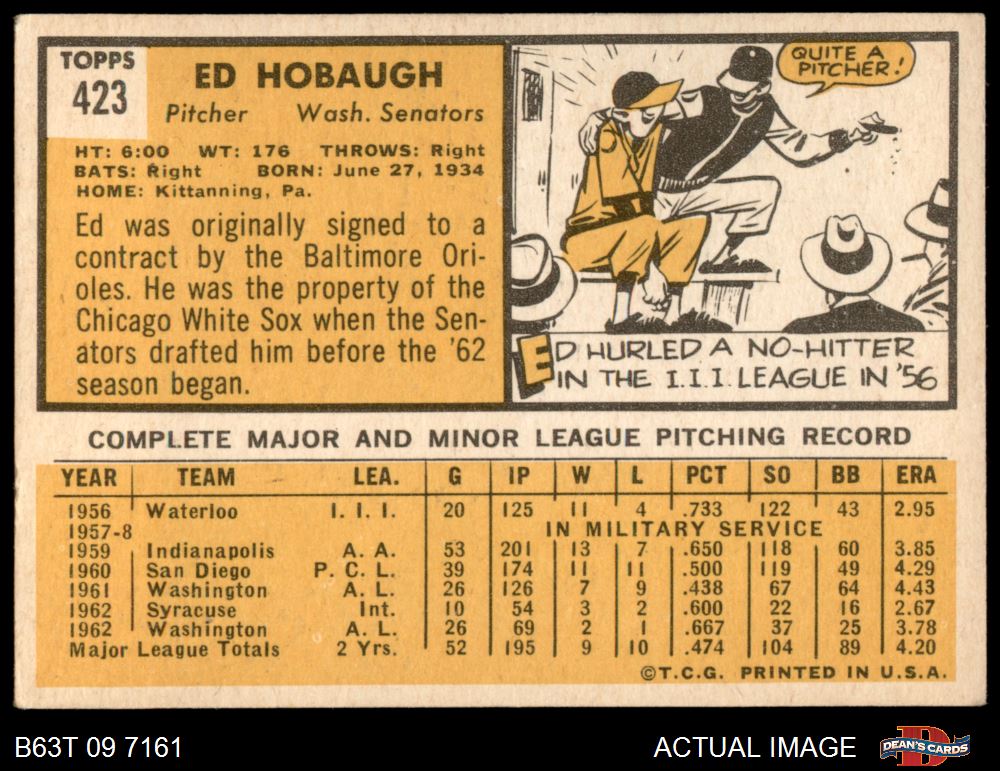 TOPPS
423
ED HOBAUGH
Pitcher Wash. Senators
HT: 6:00 WT: 176 THROWS: Right
BATS: Right BORN: June 27, 1934
HOME: Kittanning, Pa.
Ed was originally signed to a
contract by the Baltimore Ori-
oles. He was the property of the
Chicago White Sox when the Sen-
ators drafted him before the '62
season began.
QUITE A
PITCHER!
ED HURLED A NO-HITTER
IN THE I.I.I. LEAGUE IN '56
COMPLETE MAJOR AND MINOR LEAGUE PITCHING RECORD
YEAR TEAM LEA. G IP W L PCT SO BB ERA
1956 Waterloo I. I. I. 20 125 11 4 .733 122 43 2.95
1957-8 IN MILITARY SERVICE
1959 Indianapolis A. A. 53 201 13 7 .650 118 60 3.85
1960 San Diego P. C. L. 39 174 11 11 .500 119 49 4.29
1961 Washington A. L. 26 126 7 9 .438 67 64 4.43
1962 Syracuse Int. 10 54 3 2 .600 22 16 2.67
1962 Washington A. L. 26 69 2 1 .667 37 25 3.78
Major League Totals 2 Yrs. 52 195 9 10 .474 104 89 4.20
©T.C.G. PRINTED IN U.S.A.
B63T 09 7161
ACTUAL IMAGE
DEAN'S CARDS